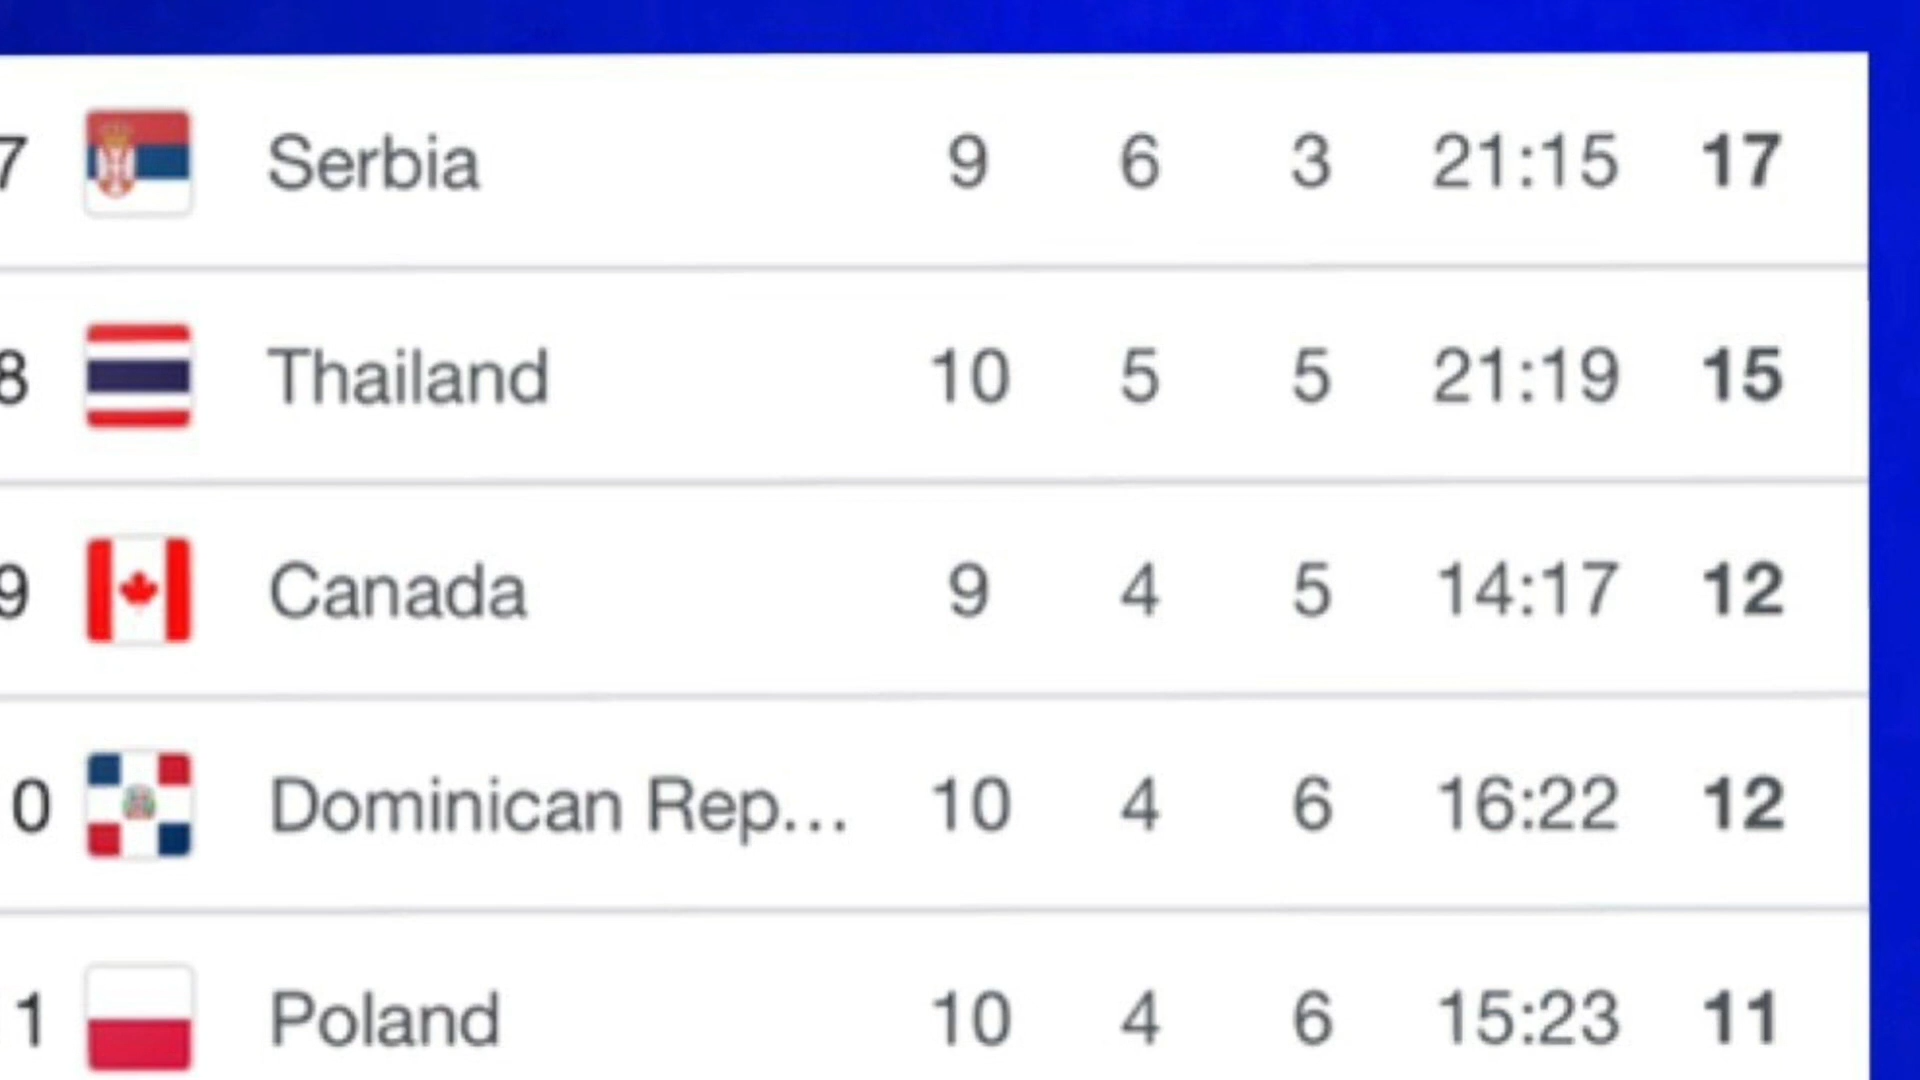 7 Serbia 9 6 3 21:15 17
8 Thailand 10 5 5 21:19 15
9 Canada 9 4 5 14:17 12
0 Dominican Rep... 10 4 6 16:22 12
1 Poland 10 4 6 15:23 11